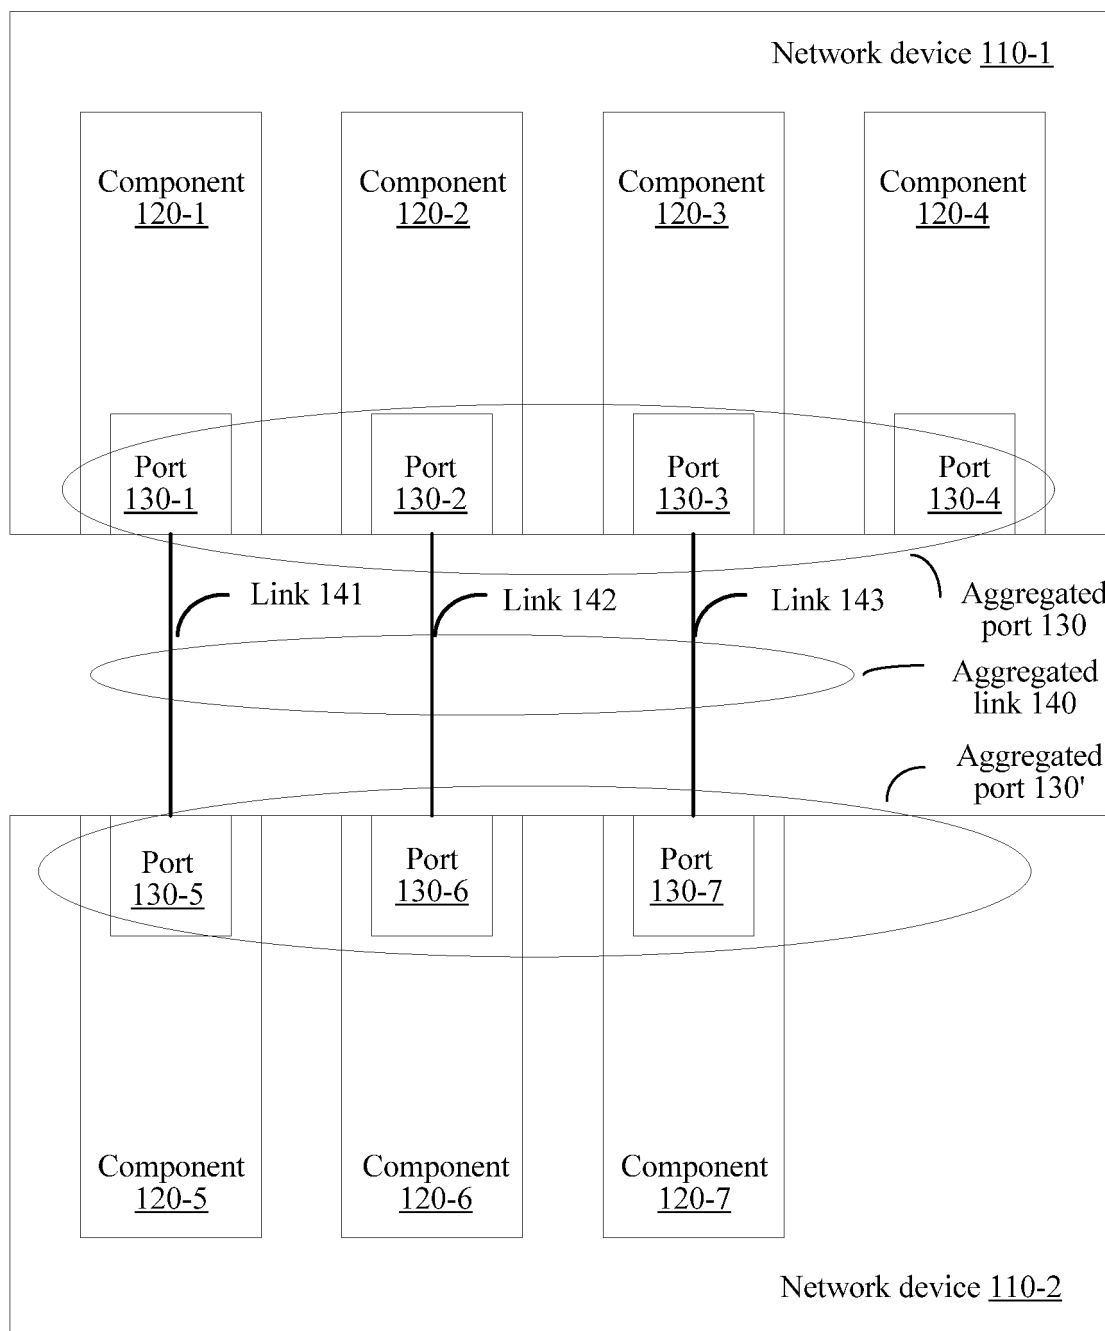 Network device 110-1
Component
120-1
Component
120-2
Component
120-3
Component
120-4
Port
130-1
Port
130-2
Port
130-3
Port
130-4
Link 141
Link 142
Link 143
Aggregated
port 130
Aggregated
link 140
Aggregated
port 130'
Port
130-5
Port
130-6
Port
130-7
Component
120-5
Component
120-6
Component
120-7
Network device 110-2